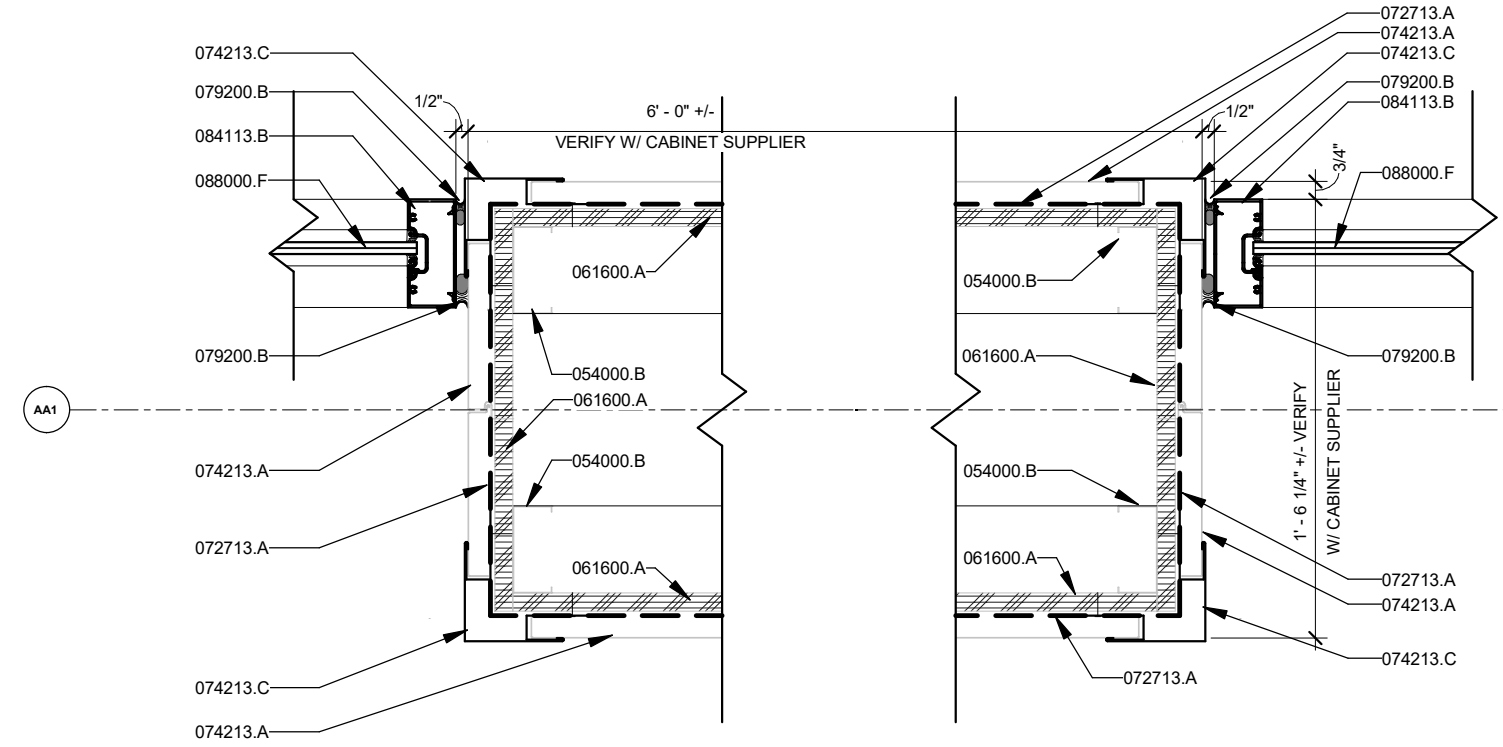 072713.A
074213.A
074213.C
074213.C
079200.B
079200.B
1/2"
6' - 0" +/-
1/2"
084113.B
084113.B
VERIFY W/ CABINET SUPPLIER
3/4"
088000.F
088000.F
061600.A
054000.B
079200.B
061600.A
079200.B
054000.B
061600.A
AA1
1' - 6 1/4" +/- VERIFY
W/ CABINET SUPPLIER
074213.A
054000.B
054000.B
072713.A
061600.A
061600.A
072713.A
074213.A
074213.C
074213.C
072713.A
074213.A